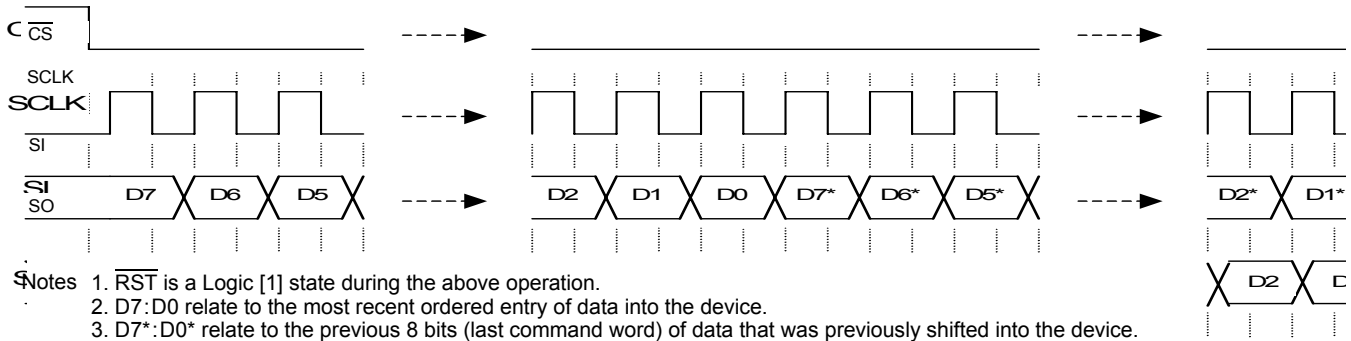 CS
SCLK
SCLK
SI
SI D7 D6 D5 D2 D1 D0 D7* D6* D5* D2* D1*
SO
D2 D
Notes 1. RST is a Logic [1] state during the above operation.
2. D7:D0 relate to the most recent ordered entry of data into the device.
3. D7*:D0* relate to the previous 8 bits (last command word) of data that was previously shifted into the device.